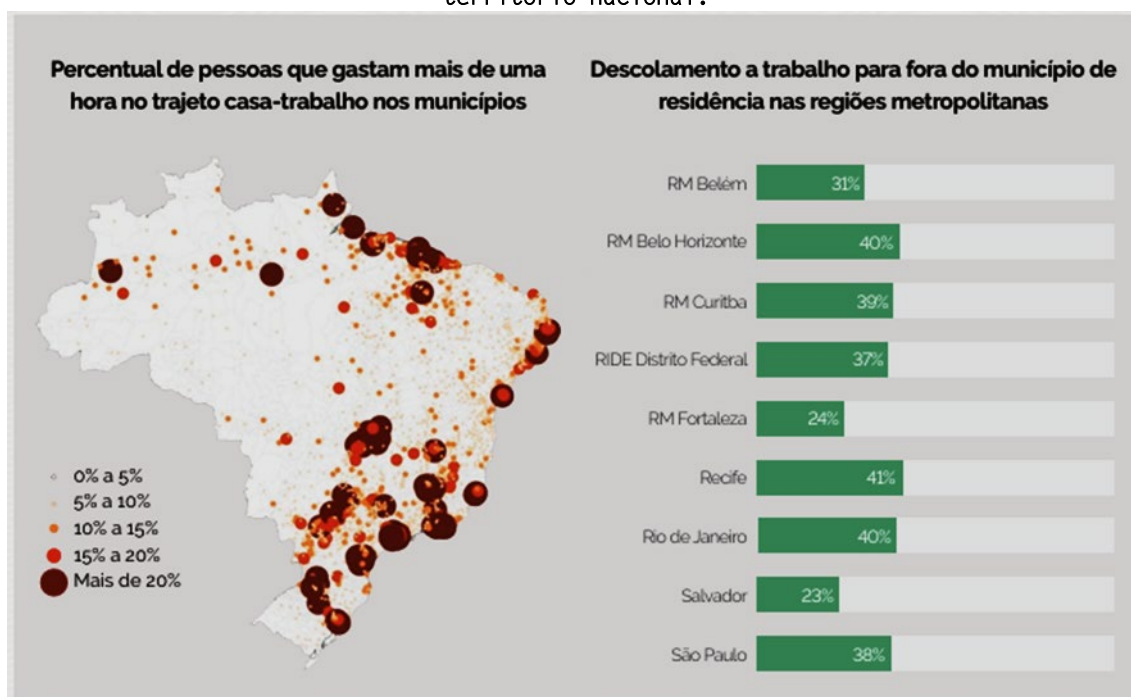 território nacional.
Percentual de pessoas que gastam mais de uma
hora no trajeto casa-trabalho nos municípios
0% a 5%
5% a 10%
10% a 15%
15% a 20%
Mais de 20%
Descolamento a trabalho para fora do município de
residência nas regiões metropolitanas
RM Belém 31%
RM Belo Horizonte 40%
RM Curitba 39%
RIDE Distrito Federal 37%
RM Fortaleza 24%
Recife 41%
Rio de Janeiro 40%
Salvador 23%
São Paulo 38%